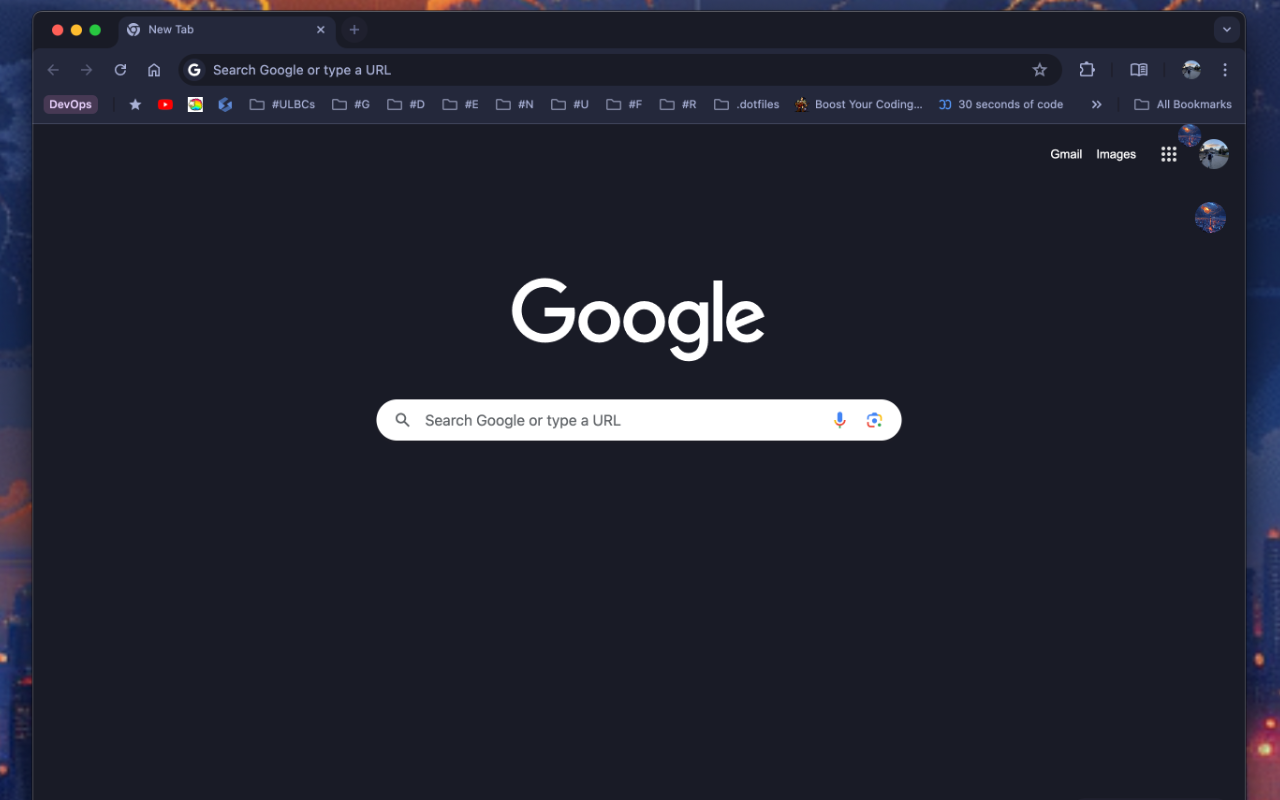 New Tab
Search Google or type a URL
DevOps #ULBCs #G #D #E #N #U #F #R .dotfiles Boost Your Coding... 30 seconds of code All Bookmarks
Gmail Images
Google
Search Google or type a URL